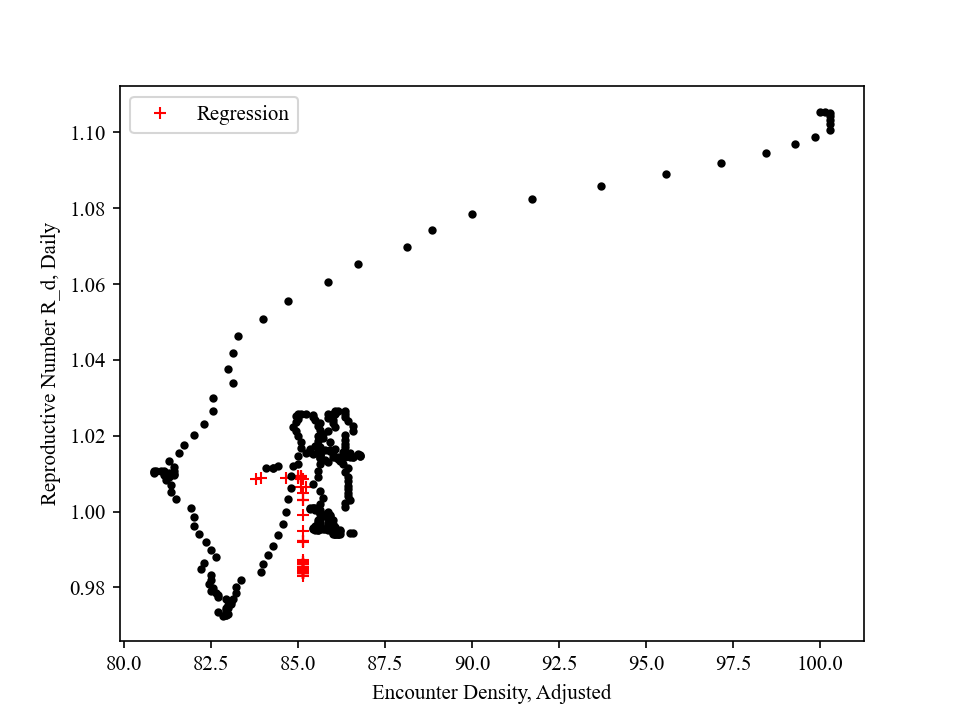 Regression
1.10
1.08
1.06
1.04
1.02
1.00
0.98
Reproductive Number R_d, Daily
80.0 82.5 85.0 87.5 90.0 92.5 95.0 97.5 100.0
Encounter Density, Adjusted